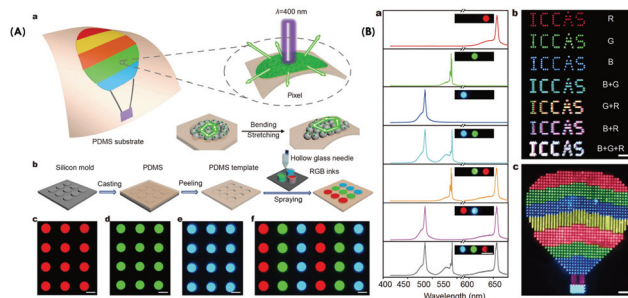 (A)
a
λ=400 nm
PDMS substrate
Pixel
Bending
Stretching
Hollow glass needle
b
Silicon mold
PDMS
PDMS template
RGB inks
Casting
Peeling
Spraying
c
d
e
f
(B)
a
400
500
550
600
650
Wavelength (nm)
b
ICCAS R
ICCAS G
ICCAS B
ICCAS B+G
ICCAS G+R
ICCAS B+R
ICCAS B+G+R
c